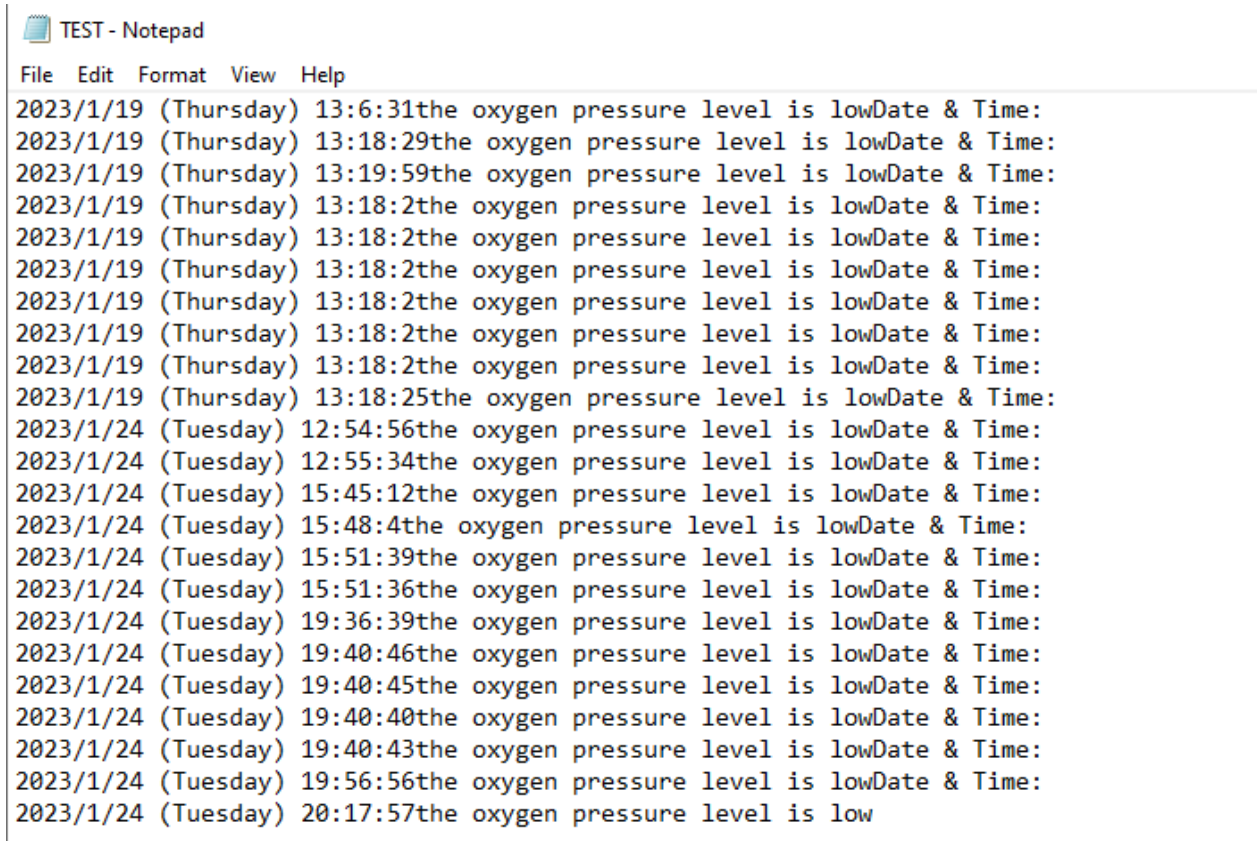 TEST - Notepad
File Edit Format View Help
2023/1/19 (Thursday) 13:6:31the oxygen pressure level is lowDate & Time:
2023/1/19 (Thursday) 13:18:29the oxygen pressure level is lowDate & Time:
2023/1/19 (Thursday) 13:19:59the oxygen pressure level is lowDate & Time:
2023/1/19 (Thursday) 13:18:2the oxygen pressure level is lowDate & Time:
2023/1/19 (Thursday) 13:18:2the oxygen pressure level is lowDate & Time:
2023/1/19 (Thursday) 13:18:2the oxygen pressure level is lowDate & Time:
2023/1/19 (Thursday) 13:18:2the oxygen pressure level is lowDate & Time:
2023/1/19 (Thursday) 13:18:2the oxygen pressure level is lowDate & Time:
2023/1/19 (Thursday) 13:18:2the oxygen pressure level is lowDate & Time:
2023/1/19 (Thursday) 13:18:25the oxygen pressure level is lowDate & Time:
2023/1/24 (Tuesday) 12:54:56the oxygen pressure level is lowDate & Time:
2023/1/24 (Tuesday) 12:55:34the oxygen pressure level is lowDate & Time:
2023/1/24 (Tuesday) 15:45:12the oxygen pressure level is lowDate & Time:
2023/1/24 (Tuesday) 15:48:4the oxygen pressure level is lowDate & Time:
2023/1/24 (Tuesday) 15:51:39the oxygen pressure level is lowDate & Time:
2023/1/24 (Tuesday) 15:51:36the oxygen pressure level is lowDate & Time:
2023/1/24 (Tuesday) 19:36:39the oxygen pressure level is lowDate & Time:
2023/1/24 (Tuesday) 19:40:46the oxygen pressure level is lowDate & Time:
2023/1/24 (Tuesday) 19:40:45the oxygen pressure level is lowDate & Time:
2023/1/24 (Tuesday) 19:40:40the oxygen pressure level is lowDate & Time:
2023/1/24 (Tuesday) 19:40:43the oxygen pressure level is lowDate & Time:
2023/1/24 (Tuesday) 19:56:56the oxygen pressure level is lowDate & Time:
2023/1/24 (Tuesday) 20:17:57the oxygen pressure level is low